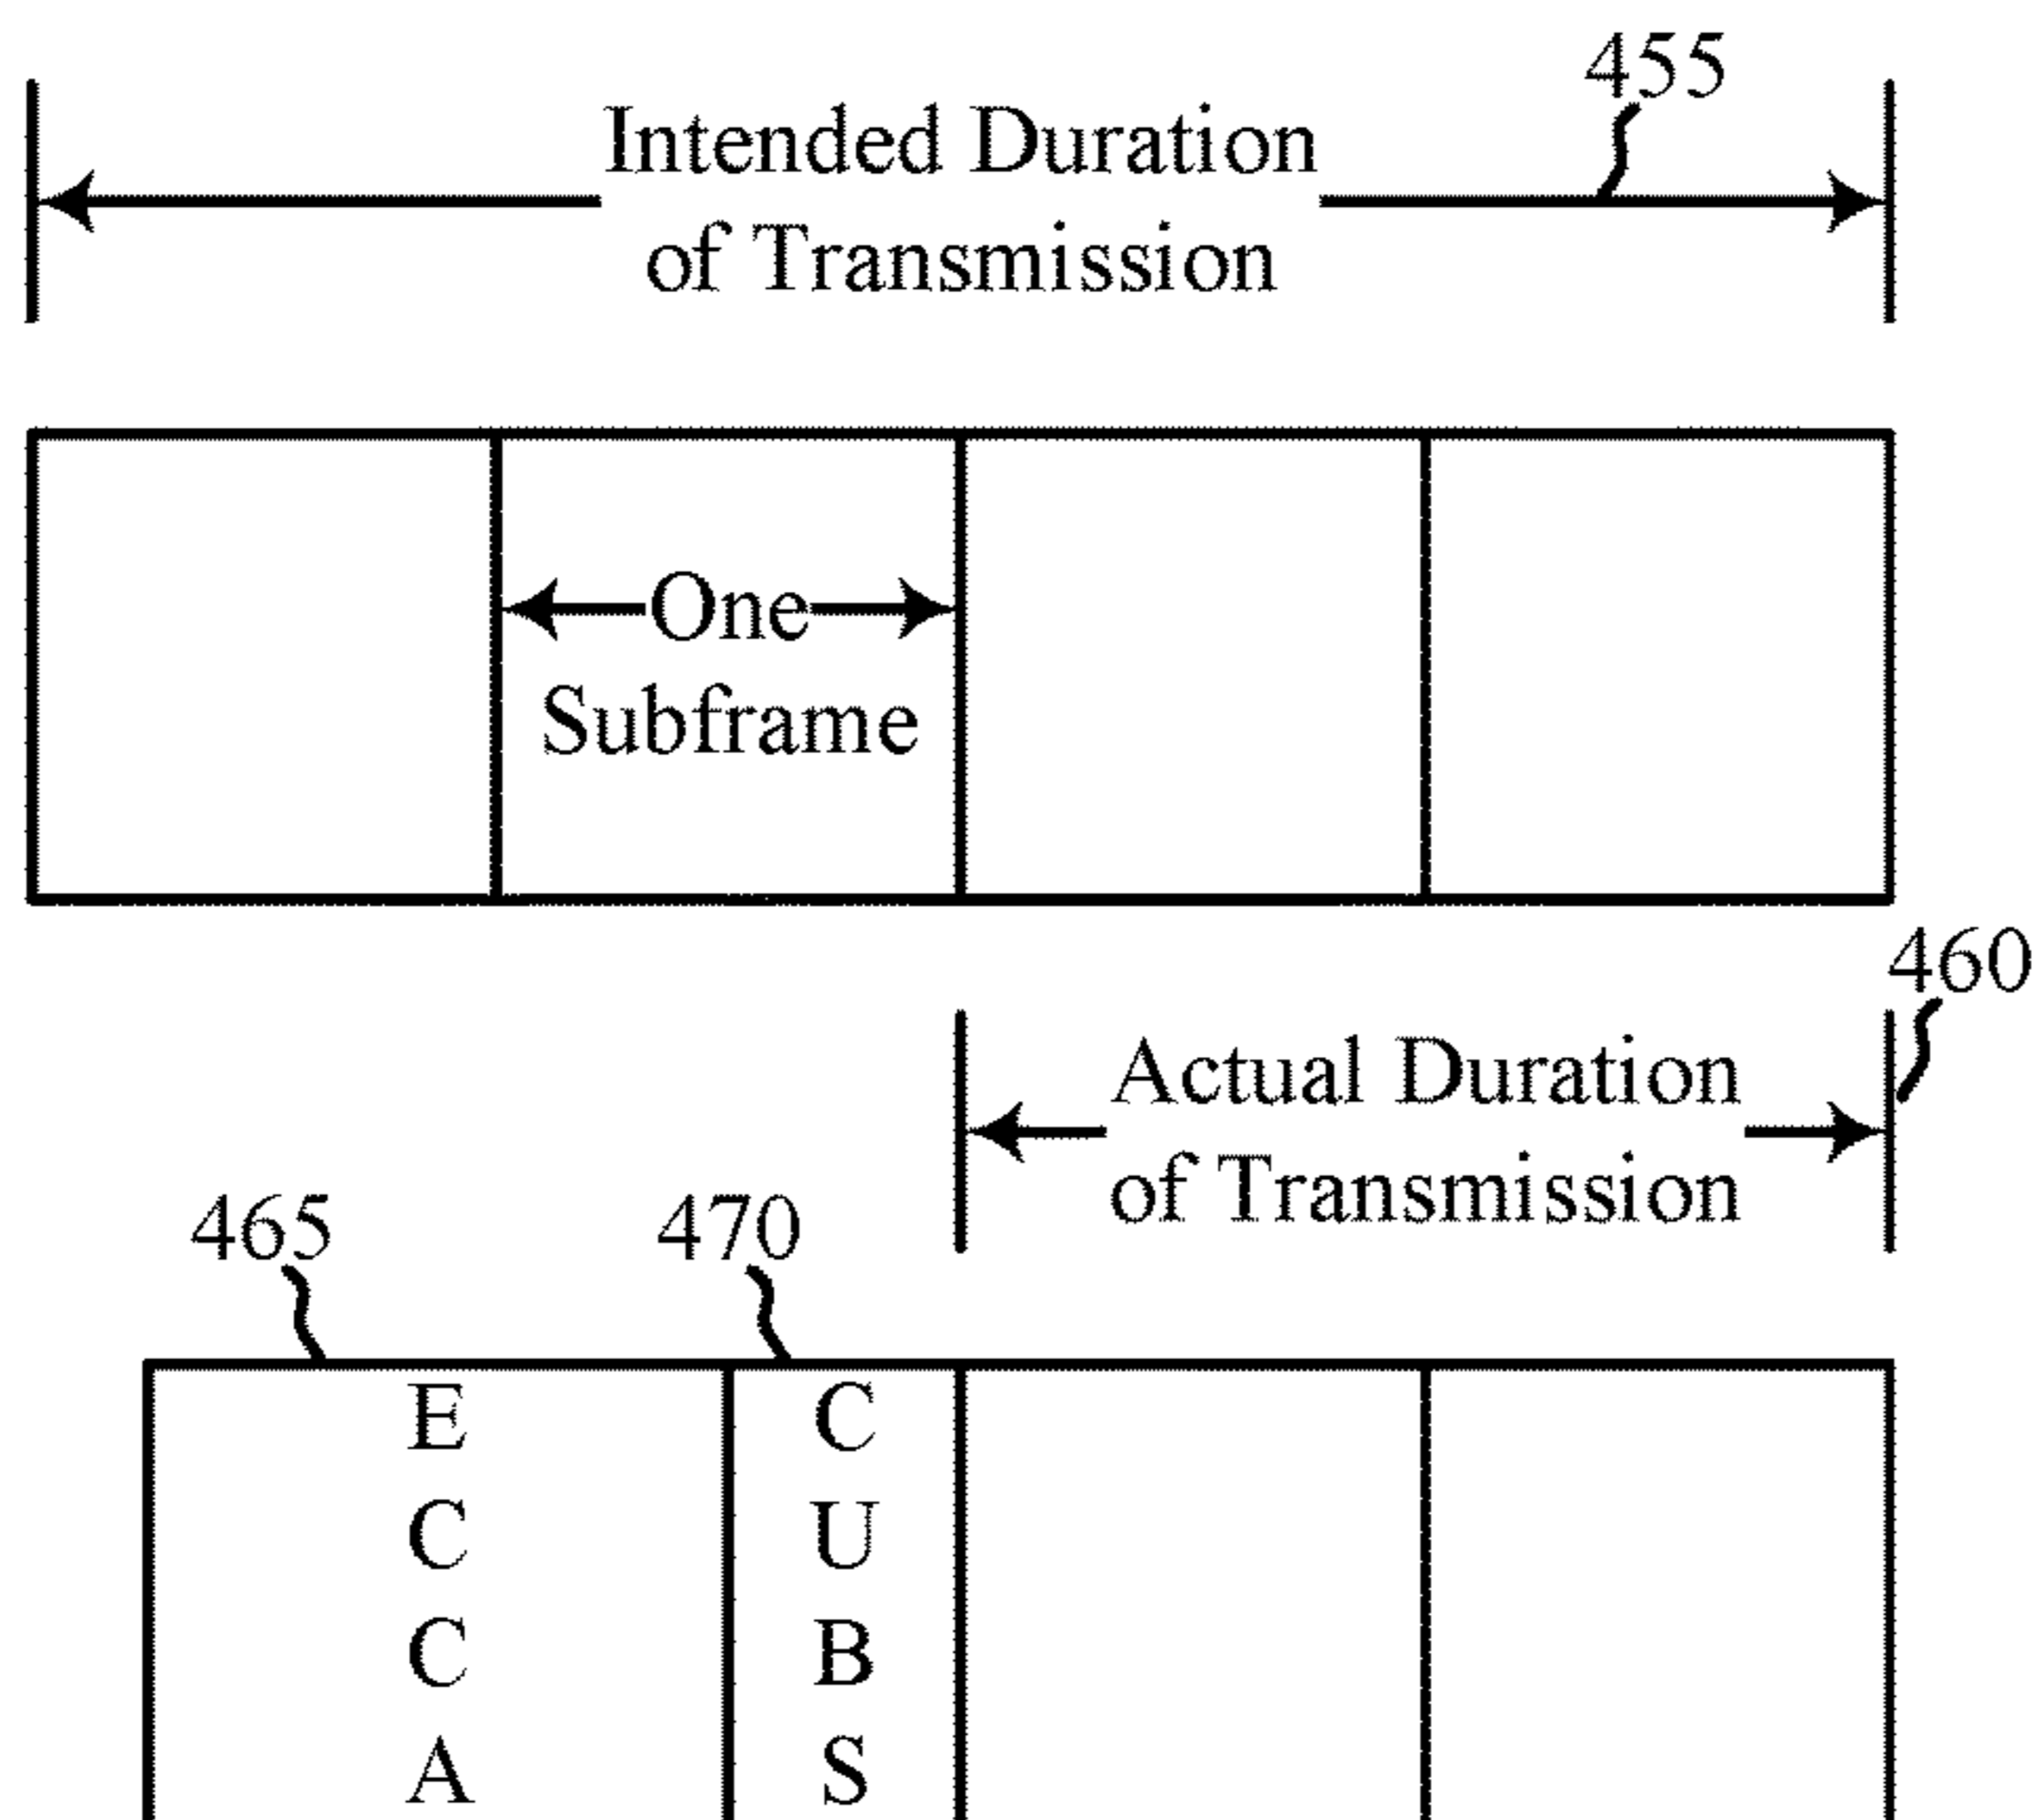 455
Intended Duration
of Transmission
One
Subframe
460
Actual Duration
of Transmission
465
470
E
C
C
A
C
U
B
S